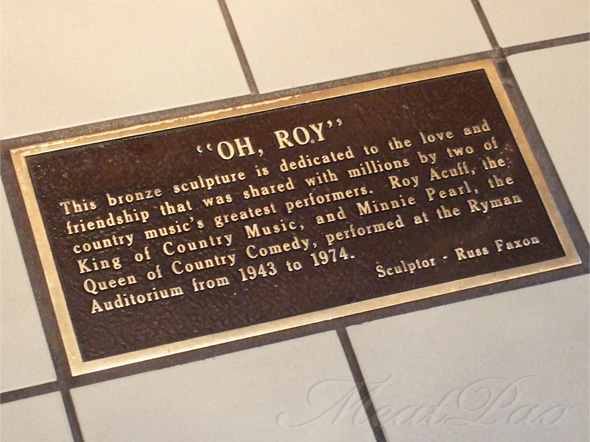 "OH, ROY"
This bronze sculpture is dedicated to the love and
friendship that was shared with millions by two of
country music's greatest performers. Roy Acuff, the
King of Country Music, and Minnie Pearl, the
Queen of Country Comedy, performed at the Ryman
Auditorium from 1943 to 1974.
Sculptor - Russ Faxon
MeatPao